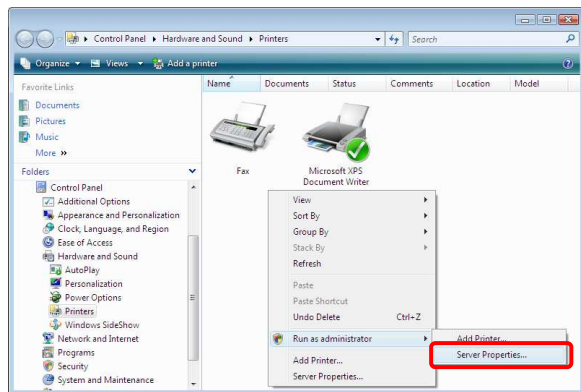 Control Panel ▸ Hardware and Sound ▸ Printers
Search
Organize
Views
Add a printer
Favorite Links
Documents
Pictures
Music
More »
Folders
Control Panel
Additional Options
Appearance and Personalization
Clock, Language, and Region
Ease of Access
Hardware and Sound
AutoPlay
Personalization
Power Options
Printers
Windows SideShow
Network and Internet
Programs
Security
System and Maintenance
Name Documents Status Comments Location Model
Fax
Microsoft XPS
Document Writer
View
Sort By
Group By
Stack By
Refresh
Paste
Paste Shortcut
Undo Delete Ctrl+Z
Run as administrator
Add Printer...
Server Properties...
Add Printer...
Server Properties...